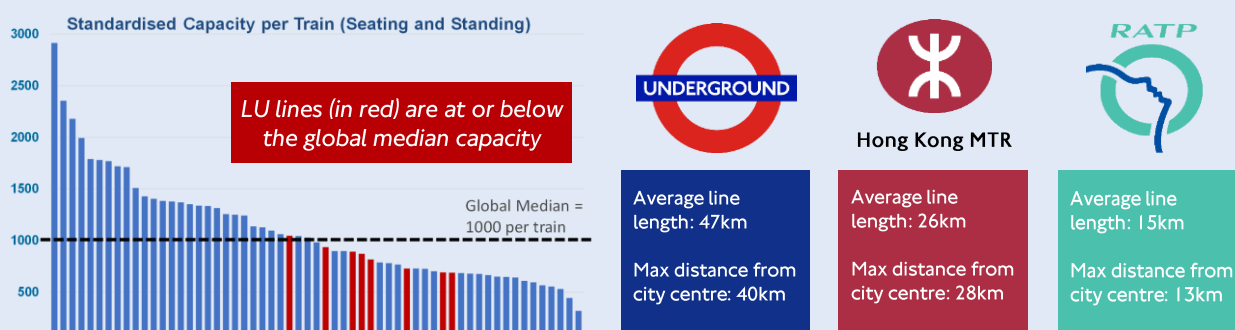 Standardised Capacity per Train (Seating and Standing)
3000
2500
2000
1500
1000
500
LU lines (in red) are at or below
the global median capacity
Global Median =
1000 per train
UNDERGROUND
Average line
length: 47km
Max distance from
city centre: 40km
Hong Kong MTR
Average line
length: 26km
Max distance from
city centre: 28km
RATP
Average line
length: 15km
Max distance from
city centre: 13km